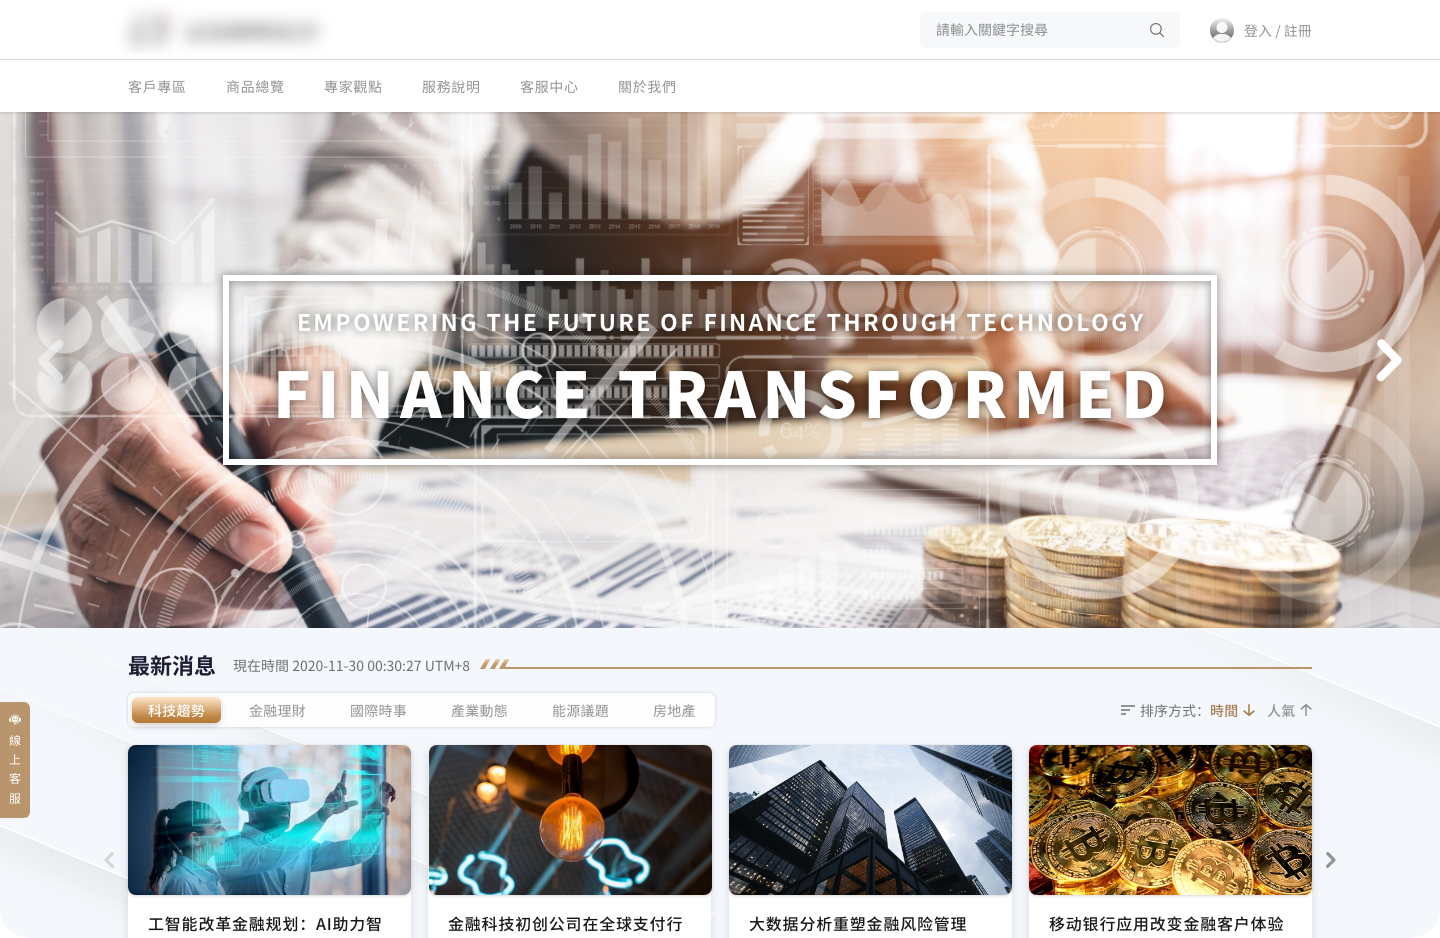 請輸入關鍵字搜尋
登入 / 註冊
客戶專區
商品總覽
專家觀點
服務說明
客服中心
關於我們
EMPOWERING THE FUTURE OF FINANCE THROUGH TECHNOLOGY
FINANCE TRANSFORMED
64%
最新消息
現在時間 2020-11-30 00:30:27 UTM+8
科技趨勢
金融理財
國際時事
產業動態
能源議題
房地產
排序方式：時間
人氣
線上客服
工智能改革金融规划：AI助力智
金融科技初创公司在全球支付行
大数据分析重塑金融风险管理
移动银行应用改变金融客户体验